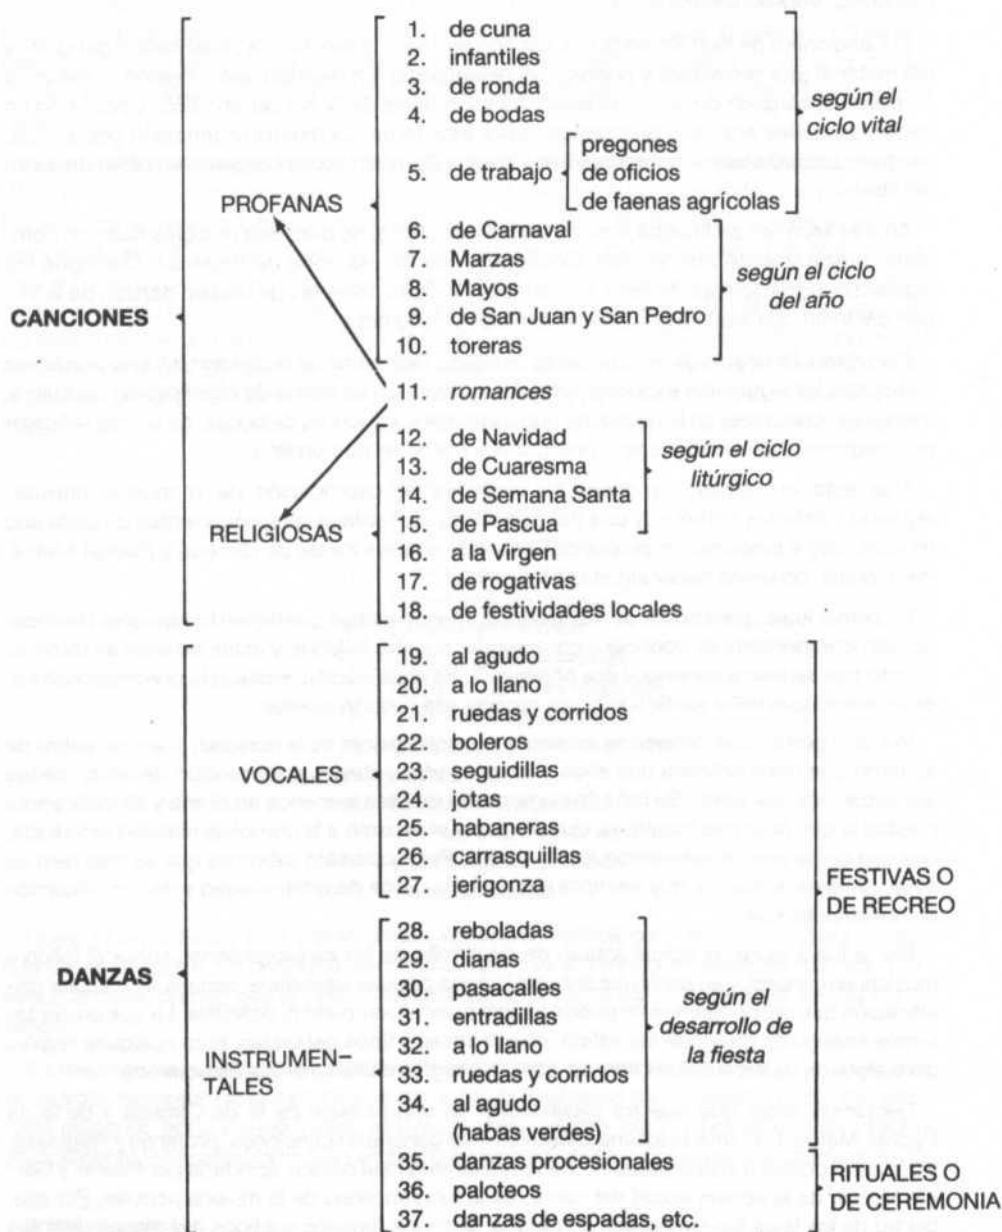 1. de cuna
2. infantiles
3. de ronda
4. de bodas
según el
ciclo vital
5. de trabajo
pregones
de oficios
de faenas agrícolas
PROFANAS
6. de Carnaval
7. Marzas
8. Mayos
9. de San Juan y San Pedro
10. toreras
según el ciclo
del año
CANCIONES
11. romances
12. de Navidad
13. de Cuaresma
14. de Semana Santa
según el ciclo
litúrgico
RELIGIOSAS
15. de Pascua
16. a la Virgen
17. de rogativas
18. de festividades locales
19. al agudo
20. a lo llano
21. ruedas y corridos
22. boleros
VOCALES
23. seguidillas
24. jotas
25. habaneras
26. carrasquillas
27. jerigonza
FESTIVAS O
DE RECREO
DANZAS
28. reboladas
29. dianas
30. pasacalles
31. entradillas
32. a lo llano
33. ruedas y corridos
34. al agudo
(habas verdes)
según el
desarrollo de
la fiesta
INSTRUMEN-
TALES
35. danzas procesionales
36. paloteos
37. danzas de espadas, etc.
RITUALES O
DE CEREMONIA